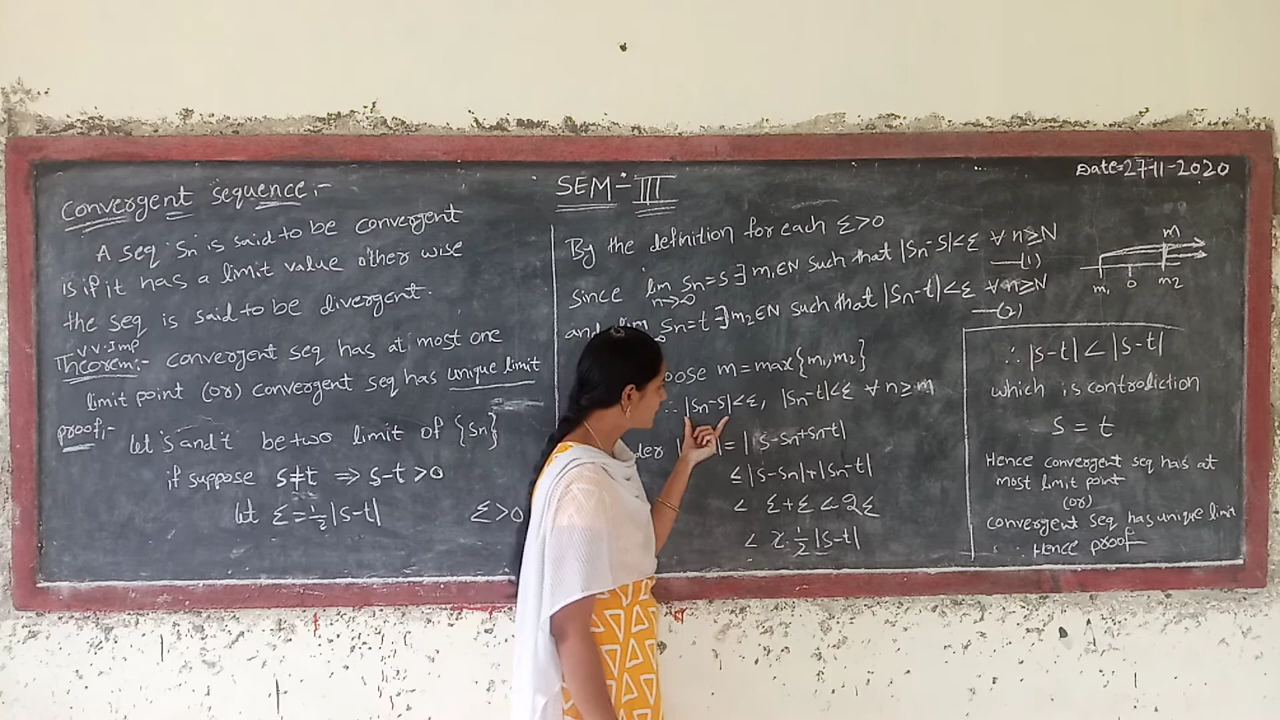 Convergent sequence:-
A seq Sn is said to be convergent
is if it has a limit value other wise
the seq is said to be divergent.
V.V.Imp
Theorem:- convergent seq has at most one
limit point (or) convergent seq has unique limit
proof:- let s and t be two limit of {Sn}
if suppose s≠t ⇒ s-t>0
let Ɛ=½|s-t| Ɛ>0
SEM-III
By the definition for each Ɛ>0
Since lim Sn=s ∃ m₁∈N such that |Sn-s|<Ɛ ∀ n≥N
—(1)
n→∞
and lim Sn=t ∃ m₂∈N such that |Sn-t|<Ɛ ∀ n≥N
—(2)
m=max{m₁,m₂}
∴ |Sn-s|<Ɛ, |Sn-t|<Ɛ ∀ n≥m
= |s-sn+sn-t|
≤|s-sn|+|sn-t|
< Ɛ+Ɛ < 2Ɛ
< 2·½|s-t|
Date:27-11-2020
m
m₁ 0 m₂
∴ |s-t|<|s-t|
which is controdiction
s = t
Hence convergent seq has at
most limit point
(or)
convergent seq has unique limit
∴ Hence proof